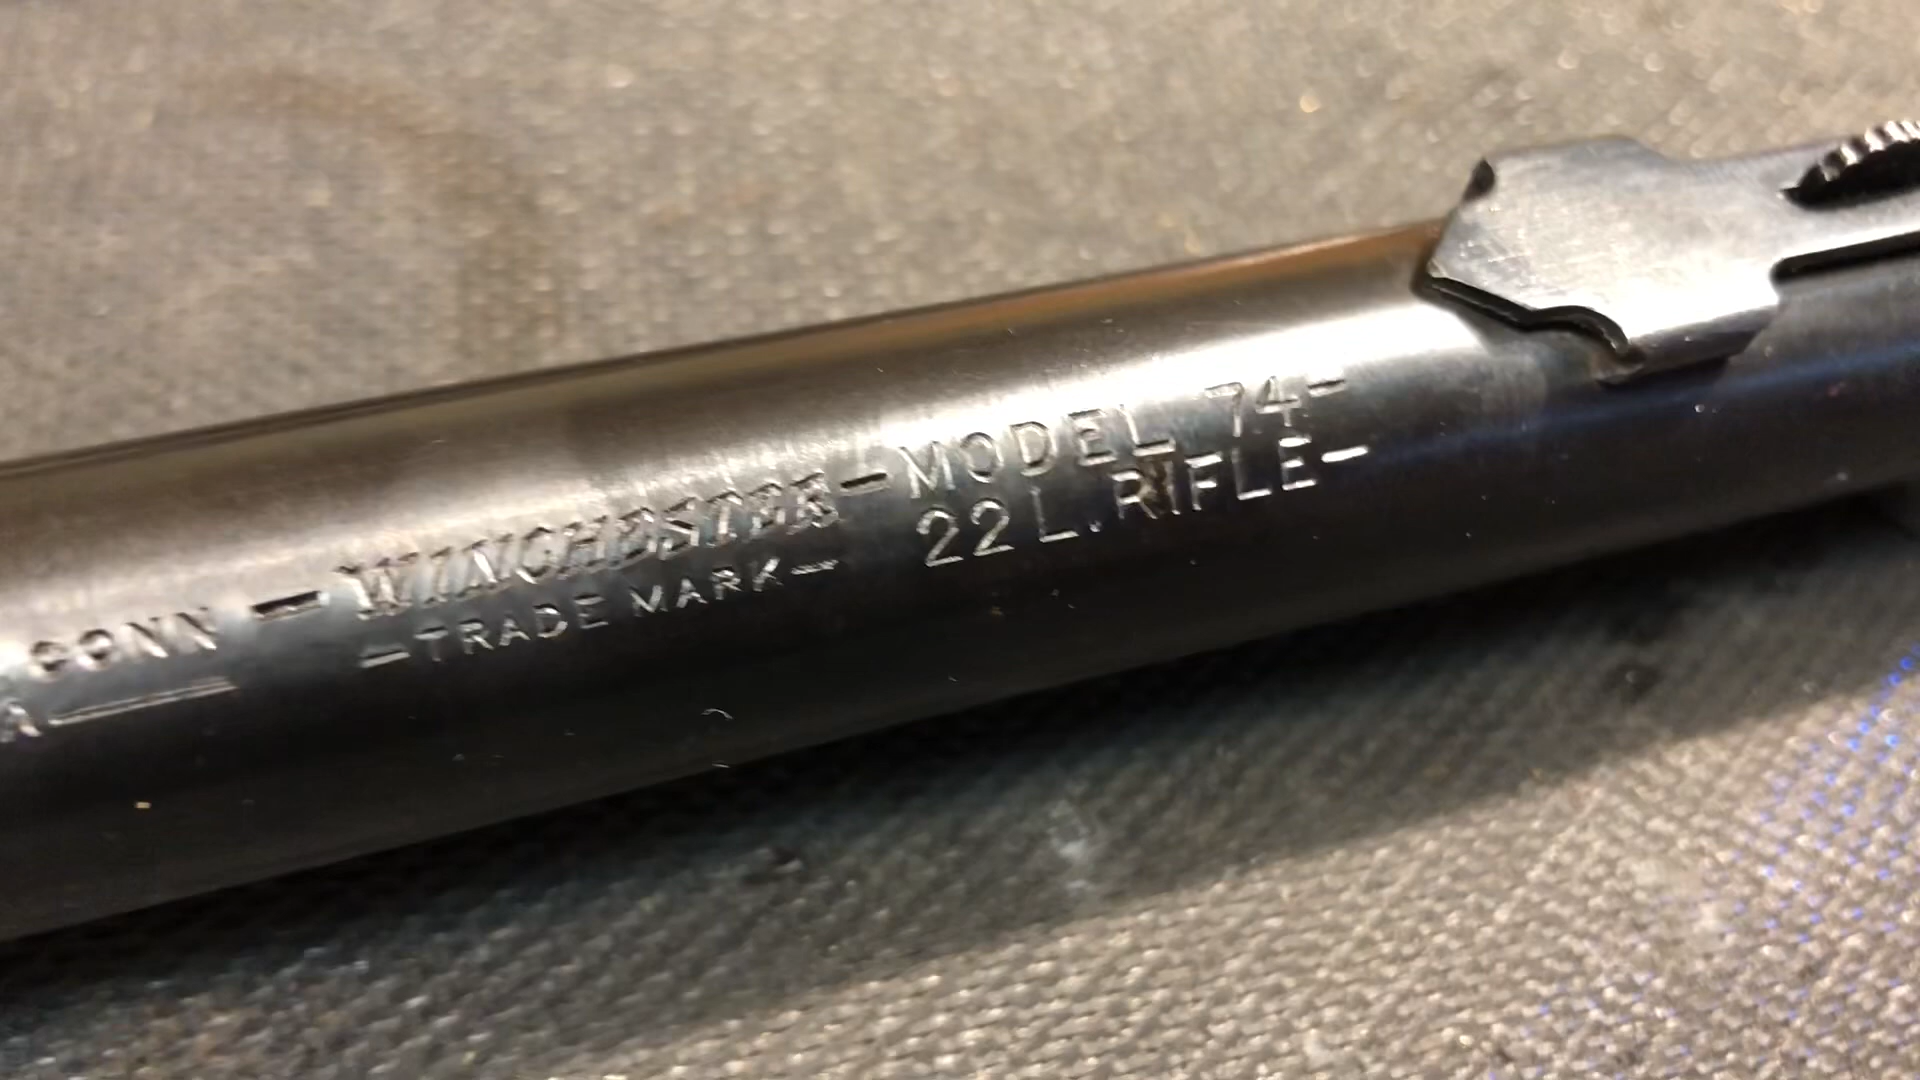 CONN – WINCHESTER – MODEL 74 –
– TRADE MARK – 22 L. RIFLE –